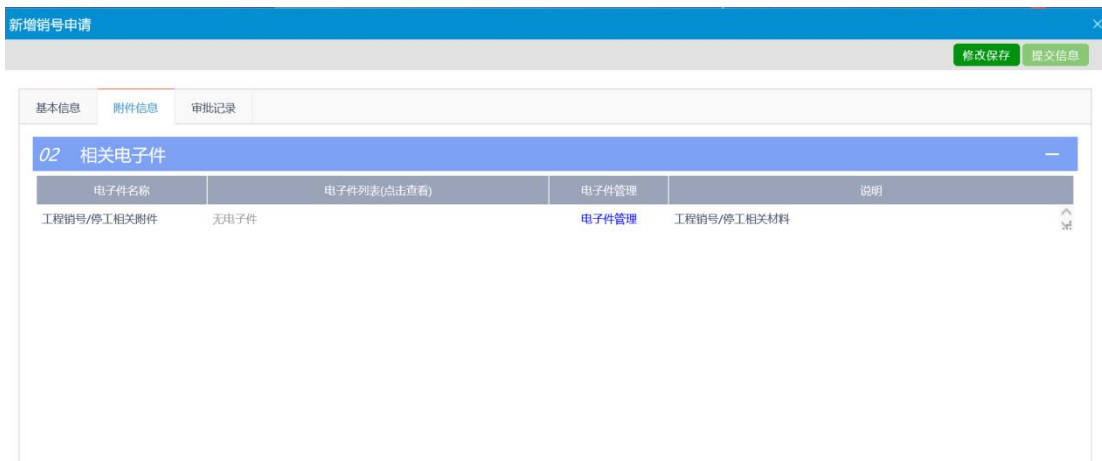 新增销号申请
修改保存 提交信息
基本信息 附件信息 审批记录
02 相关电子件
电子件名称 电子件列表(点击查看) 电子件管理 说明
工程销号/停工相关附件 无电子件 电子件管理 工程销号/停工相关材料